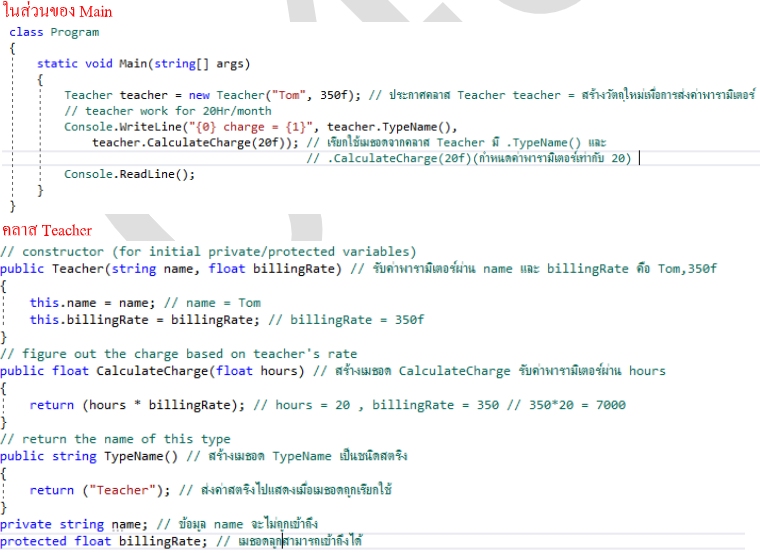 ในส่วนของ Main
class Program
{
static void Main(string[] args)
{
Teacher teacher = new Teacher("Tom", 350f); // ประกาศคลาส Teacher teacher = สร้างวัตถุใหม่เพื่อการส่งค่าพารามิเตอร์
// teacher work for 20Hr/month
Console.WriteLine("{0} charge = {1}", teacher.TypeName(),
teacher.CalculateCharge(20f)); // เรียกใช้เมธอดจากคลาส Teacher มี .TypeName() และ
// .CalculateCharge(20f)(กำหนดค่าพารามิเตอร์เท่ากับ 20)
Console.ReadLine();
}
}
คลาส Teacher
// constructor (for initial private/protected variables)
public Teacher(string name, float billingRate) // รับค่าพารามิเตอร์ผ่าน name และ billingRate คือ Tom,350f
{
this.name = name; // name = Tom
this.billingRate = billingRate; // billingRate = 350f
}
// figure out the charge based on teacher's rate
public float CalculateCharge(float hours) // สร้างเมธอด CalculateCharge รับค่าพารามิเตอร์ผ่าน hours
{
return (hours * billingRate); // hours = 20 , billingRate = 350 // 350*20 = 7000
}
// return the name of this type
public string TypeName() // สร้างเมธอด TypeName เป็นชนิดสตริง
{
return ("Teacher"); // ส่งค่าสตริงไปแสดงเมื่อเมธอดถูกเรียกใช้
}
private string name; // ข้อมูล name จะไม่ถูกเข้าถึง
protected float billingRate; // เมธอดลูกสามารถเข้าถึงได้